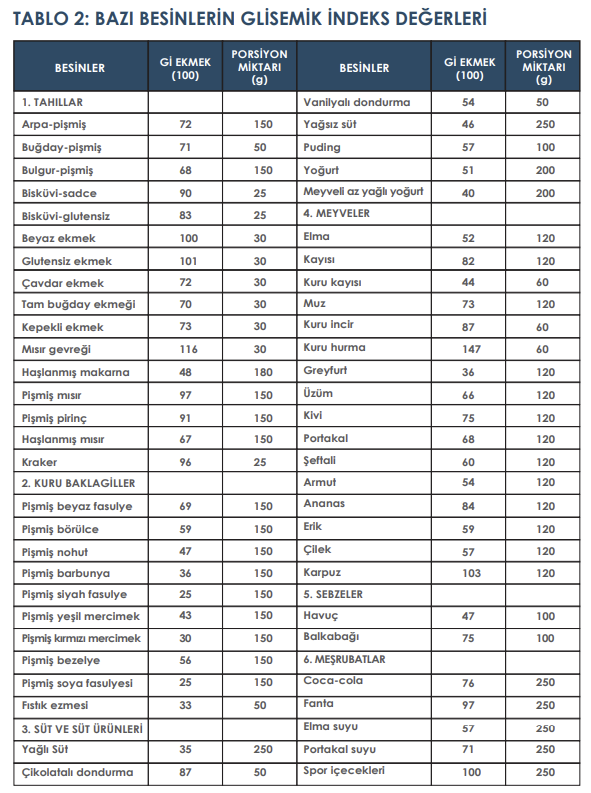 TABLO 2: BAZI BESİNLERİN GLİSEMİK İNDEKS DEĞERLERİ
BESİNLER Gİ EKMEK (100) PORSİYON MİKTARI (g)
1. TAHILLAR
Arpa-pişmiş 72 150
Buğday-pişmiş 71 50
Bulgur-pişmiş 68 150
Bisküvi-sadce 90 25
Bisküvi-glutensiz 83 25
Beyaz ekmek 100 30
Glutensiz ekmek 101 30
Çavdar ekmek 72 30
Tam buğday ekmeği 70 30
Kepekli ekmek 73 30
Mısır gevreği 116 30
Haşlanmış makarna 48 180
Pişmiş mısır 97 150
Pişmiş pirinç 91 150
Haşlanmış mısır 67 150
Kraker 96 25
2. KURU BAKLAGİLLER
Pişmiş beyaz fasulye 69 150
Pişmiş börülce 59 150
Pişmiş nohut 47 150
Pişmiş barbunya 36 150
Pişmiş siyah fasulye 25 150
Pişmiş yeşil mercimek 43 150
Pişmiş kırmızı mercimek 30 150
Pişmiş bezelye 56 150
Pişmiş soya fasulyesi 25 150
Fıstık ezmesi 33 50
3. SÜT VE SÜT ÜRÜNLERİ
Yağlı Süt 35 250
Çikolatalı dondurma 87 50
BESİNLER Gİ EKMEK (100) PORSİYON MİKTARI (g)
Vanilyalı dondurma 54 50
Yağsız süt 46 250
Puding 57 100
Yoğurt 51 200
Meyveli az yağlı yoğurt 40 200
4. MEYVELER
Elma 52 120
Kayısı 82 120
Kuru kayısı 44 60
Muz 73 120
Kuru incir 87 60
Kuru hurma 147 60
Greyfurt 36 120
Üzüm 66 120
Kivi 75 120
Portakal 68 120
Şeftali 60 120
Armut 54 120
Ananas 84 120
Erik 59 120
Çilek 57 120
Karpuz 103 120
5. SEBZELER
Havuç 47 100
Balkabağı 75 100
6. MEŞRUBATLAR
Coca-cola 76 250
Fanta 97 250
Elma suyu 57 250
Portakal suyu 71 250
Spor içecekleri 100 250